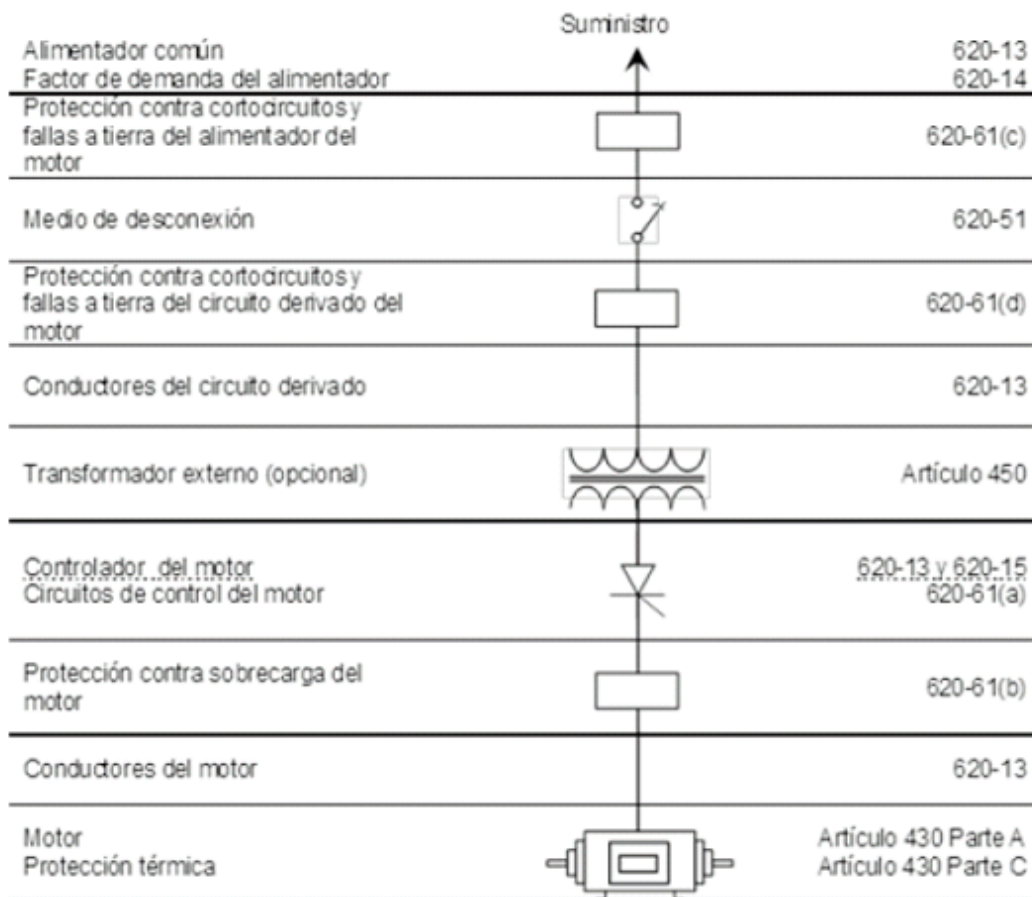 Suministro
Alimentador común 620-13
Factor de demanda del alimentador 620-14
Protección contra cortocircuitos y
fallas a tierra del alimentador del
motor
620-61(c)
Medio de desconexión 620-51
Protección contra cortocircuitos y
fallas a tierra del circuito derivado del
motor
620-61(d)
Conductores del circuito derivado 620-13
Transformador externo (opcional) Artículo 450
Controlador del motor 620-13 y 620-15
Circuitos de control del motor 620-61(a)
Protección contra sobrecarga del
motor
620-61(b)
Conductores del motor 620-13
Motor Artículo 430 Parte A
Protección térmica Artículo 430 Parte C